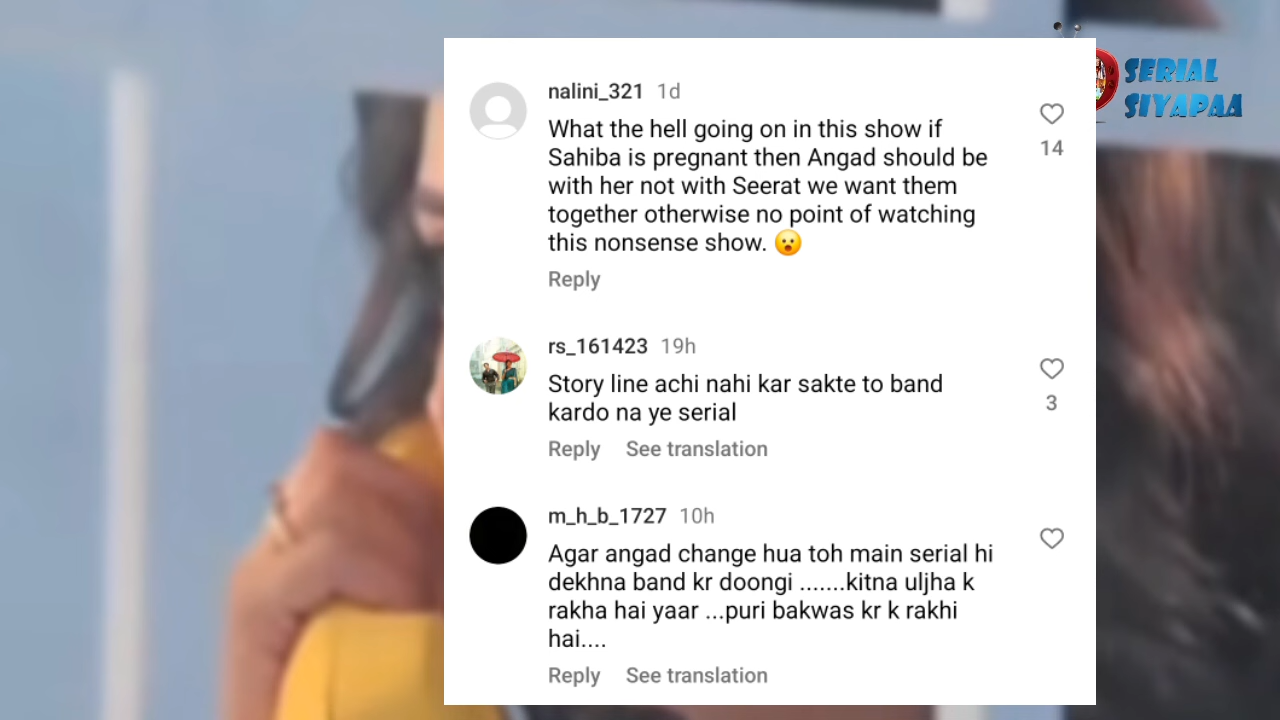 SERIAL
SIYAPAA
nalini_321 1d
What the hell going on in this show if
Sahiba is pregnant then Angad should be
with her not with Seerat we want them
together otherwise no point of watching
this nonsense show. 😮
14
Reply
rs_161423 19h
Story line achi nahi kar sakte to band
kardo na ye serial
3
Reply See translation
m_h_b_1727 10h
Agar angad change hua toh main serial hi
dekhna band kr doongi .......kitna uljha k
rakha hai yaar ...puri bakwas kr k rakhi
hai....
Reply See translation